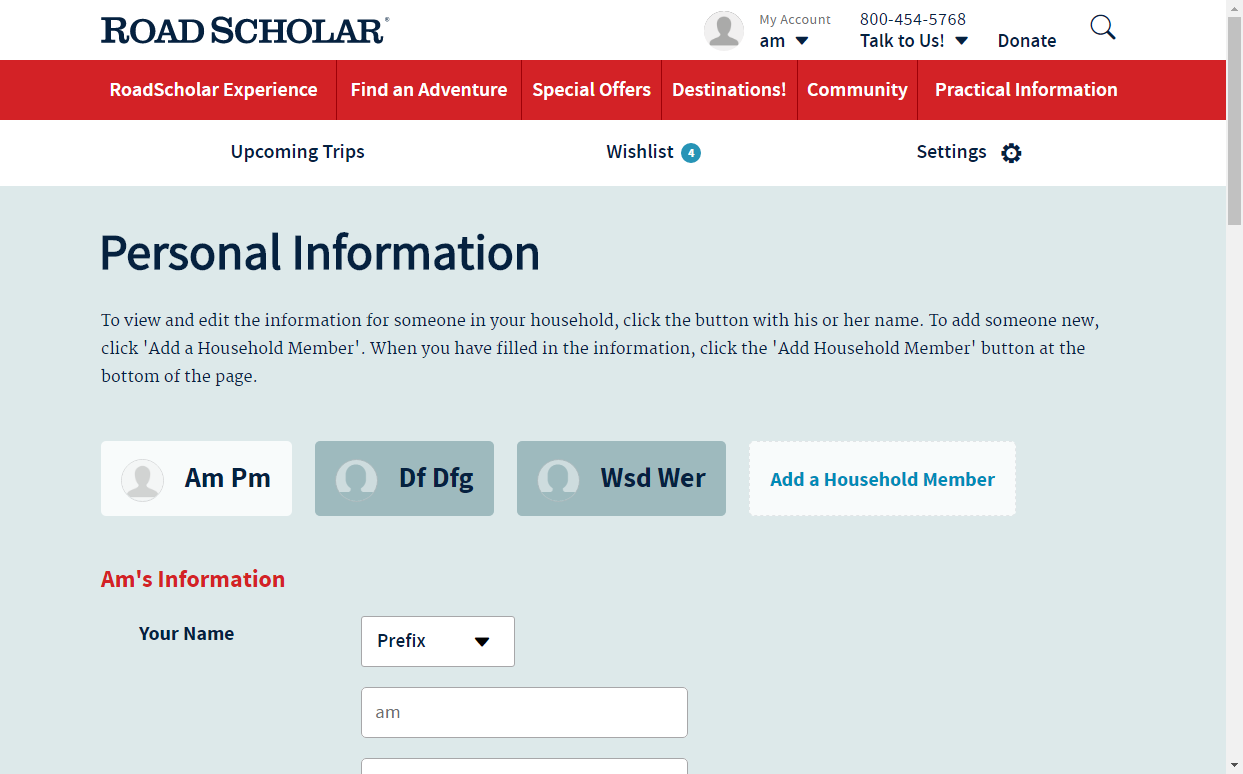 ROAD SCHOLAR®
My Account
am
800-454-5768
Talk to Us!
Donate
RoadScholar Experience
Find an Adventure
Special Offers
Destinations!
Community
Practical Information
Upcoming Trips
Wishlist 4
Settings
Personal Information
To view and edit the information for someone in your household, click the button with his or her name. To add someone new,
click 'Add a Household Member'. When you have filled in the information, click the 'Add Household Member' button at the
bottom of the page.
Am Pm
Df Dfg
Wsd Wer
Add a Household Member
Am's Information
Your Name
Prefix
am